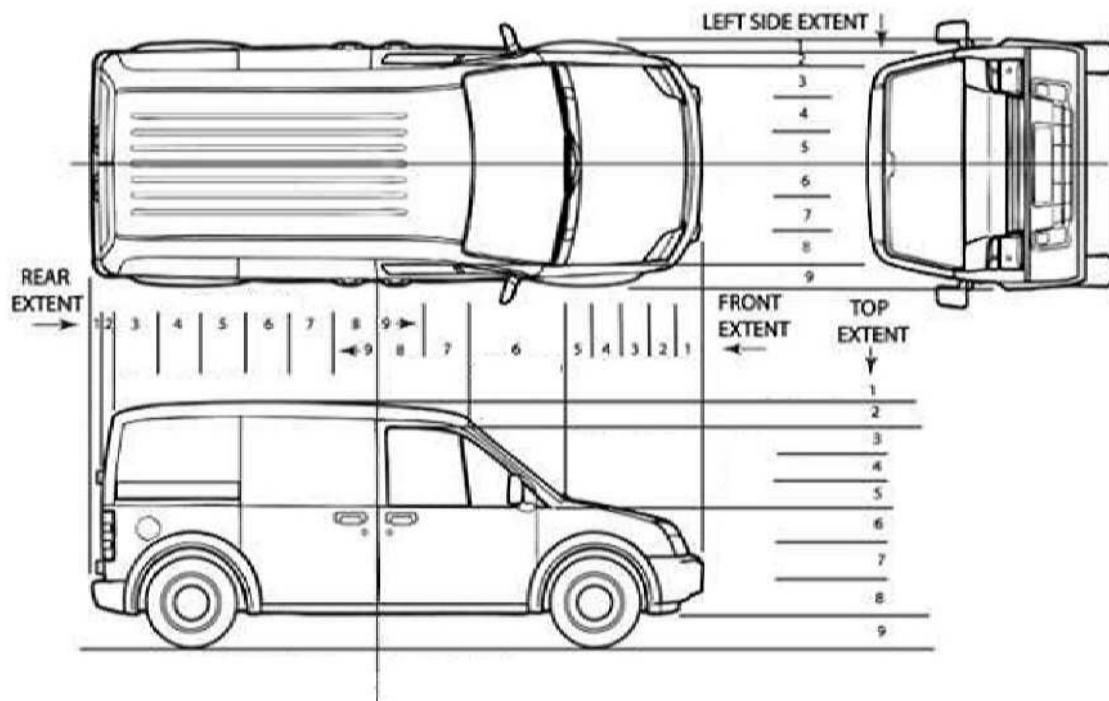 LEFT SIDE EXTENT
1
2
3
4
5
6
7
8
9
REAR
EXTENT
1 2 3 4 5 6 7 8 9
9 8 7 6 5 4 3 2 1
FRONT
EXTENT
TOP
EXTENT
1
2
3
4
5
6
7
8
9